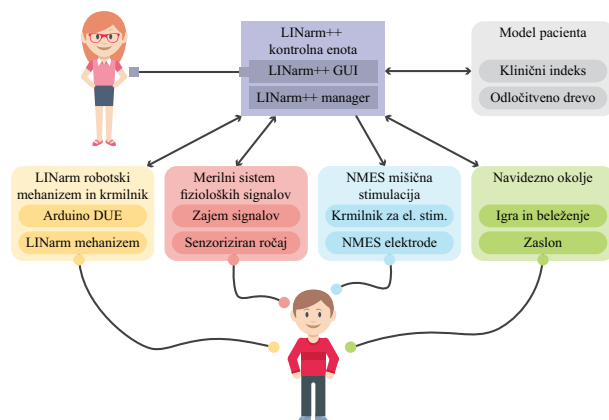 LINarm++
kontrolna enota
LINarm++ GUI
LINarm++ manager
Model pacienta
Klinični indeks
Odločitveno drevo
LINarm robotski
mehanizem in krmilnik
Arduino DUE
LINarm mehanizem
Merilni sistem
fizioloških signalov
Zajem signalov
Senzoriziran ročaj
NMES mišična
stimulacija
Krmilnik za el. stim.
NMES elektrode
Navidezno okolje
Igra in beleženje
Zaslon